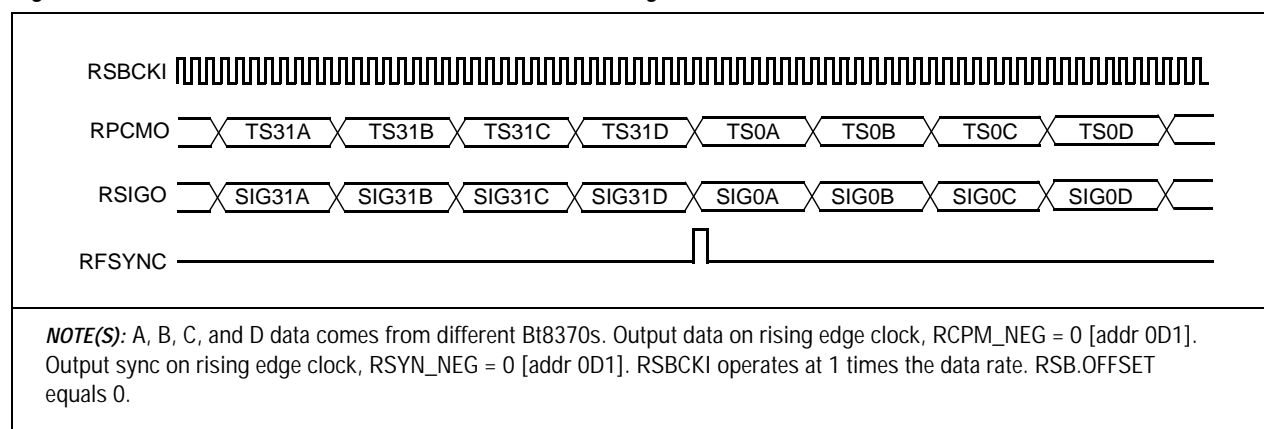 RSBCKI
RPCMO TS31A TS31B TS31C TS31D TS0A TS0B TS0C TS0D
RSIGO SIG31A SIG31B SIG31C SIG31D SIG0A SIG0B SIG0C SIG0D
RFSYNC
NOTE(S): A, B, C, and D data comes from different Bt8370s. Output data on rising edge clock, RCPM_NEG = 0 [addr 0D1].
Output sync on rising edge clock, RSYN_NEG = 0 [addr 0D1]. RSBCKI operates at 1 times the data rate. RSB.OFFSET
equals 0.